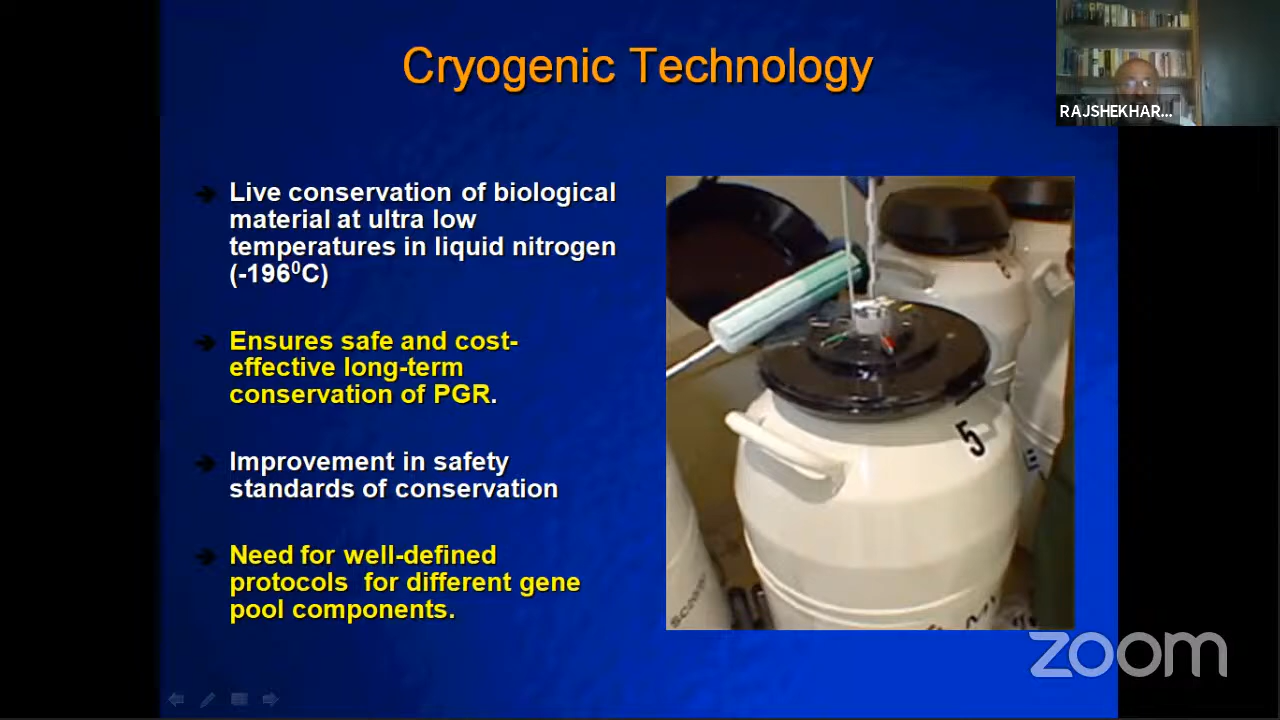 Cryogenic Technology
RAJSHEKHAR...
Live conservation of biological
material at ultra low
temperatures in liquid nitrogen
(-196⁰C)
Ensures safe and cost-
effective long-term
conservation of PGR.
Improvement in safety
standards of conservation
Need for well-defined
protocols for different gene
pool components.
5
zoom